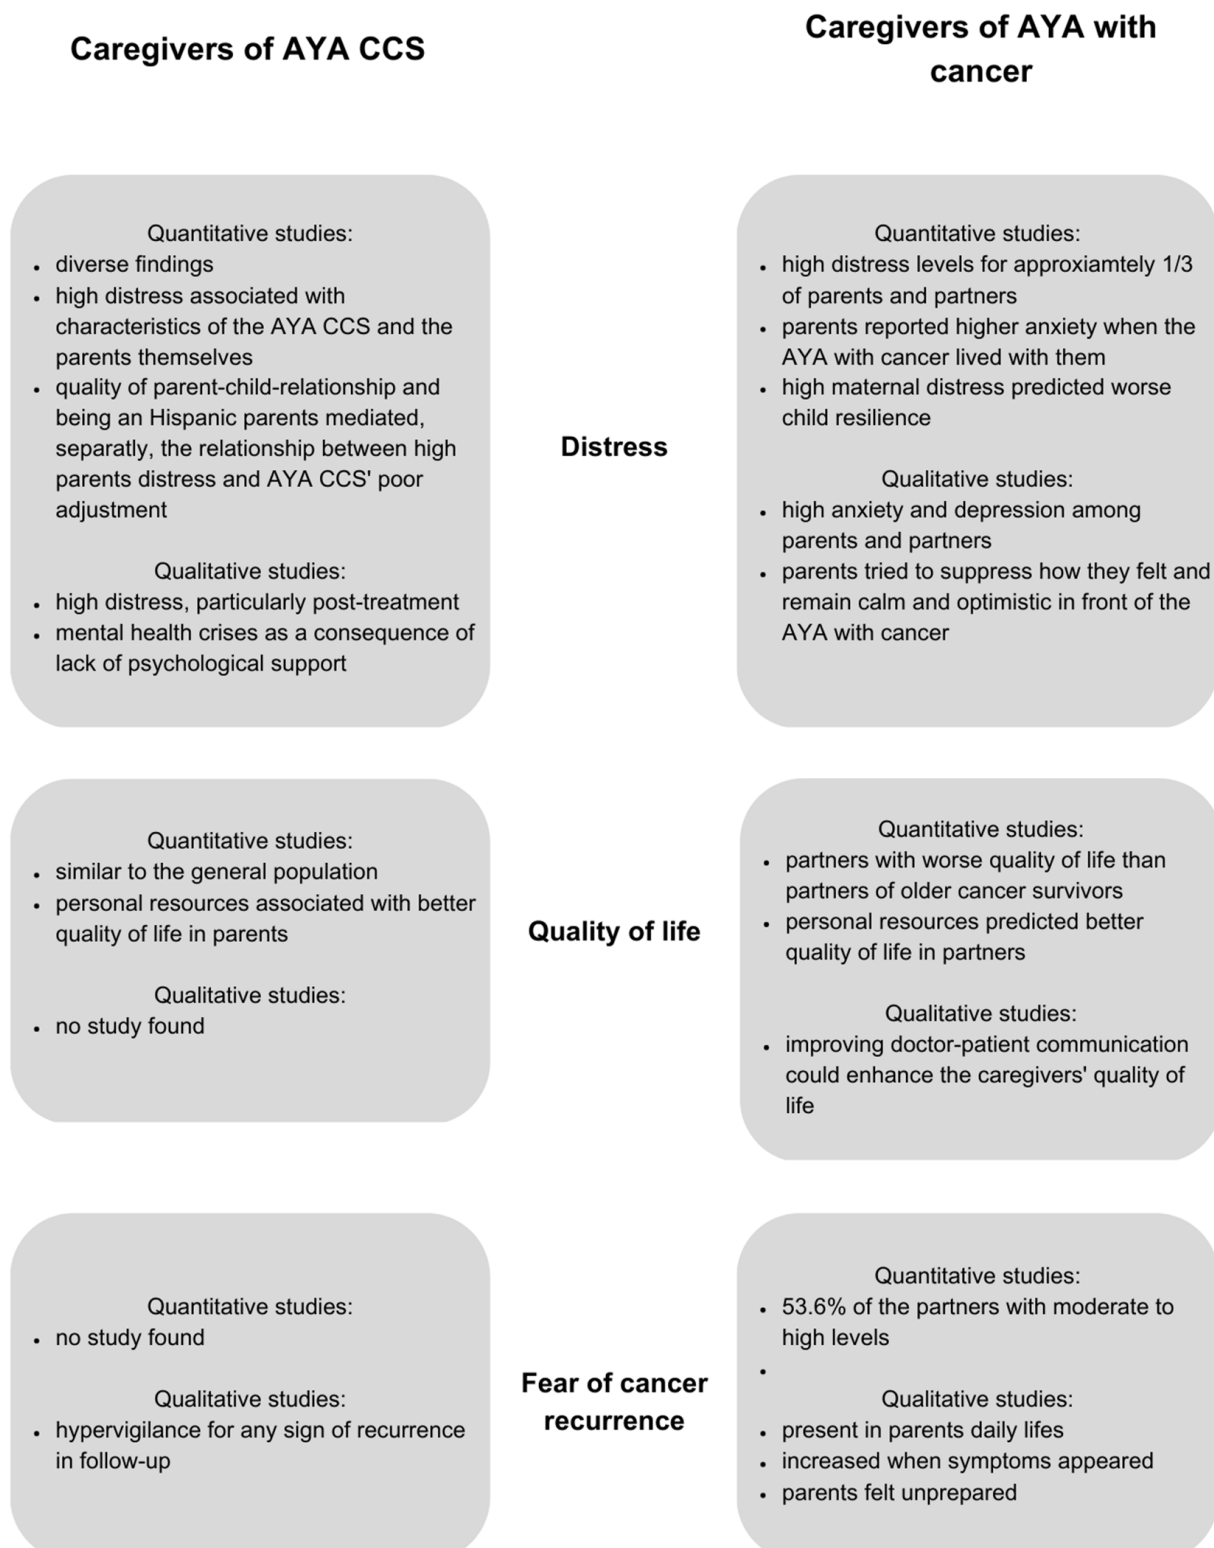 Caregivers of AYA CCS
Caregivers of AYA with
cancer
Quantitative studies:
• diverse findings
• high distress associated with
characteristics of the AYA CCS and the
parents themselves
• quality of parent-child-relationship and
being an Hispanic parents mediated,
separatly, the relationship between high
parents distress and AYA CCS' poor
adjustment
Qualitative studies:
• high distress, particularly post-treatment
• mental health crises as a consequence of
lack of psychological support
Distress
Quantitative studies:
• high distress levels for approxiamtely 1/3
of parents and partners
• parents reported higher anxiety when the
AYA with cancer lived with them
• high maternal distress predicted worse
child resilience
Qualitative studies:
• high anxiety and depression among
parents and partners
• parents tried to suppress how they felt and
remain calm and optimistic in front of the
AYA with cancer
Quantitative studies:
• similar to the general population
• personal resources associated with better
quality of life in parents
Qualitative studies:
• no study found
Quality of life
Quantitative studies:
• partners with worse quality of life than
partners of older cancer survivors
• personal resources predicted better
quality of life in partners
Qualitative studies:
• improving doctor-patient communication
could enhance the caregivers' quality of
life
Quantitative studies:
• no study found
Qualitative studies:
• hypervigilance for any sign of recurrence
in follow-up
Fear of cancer
recurrence
Quantitative studies:
• 53.6% of the partners with moderate to
high levels
•
Qualitative studies:
• present in parents daily lifes
• increased when symptoms appeared
• parents felt unprepared